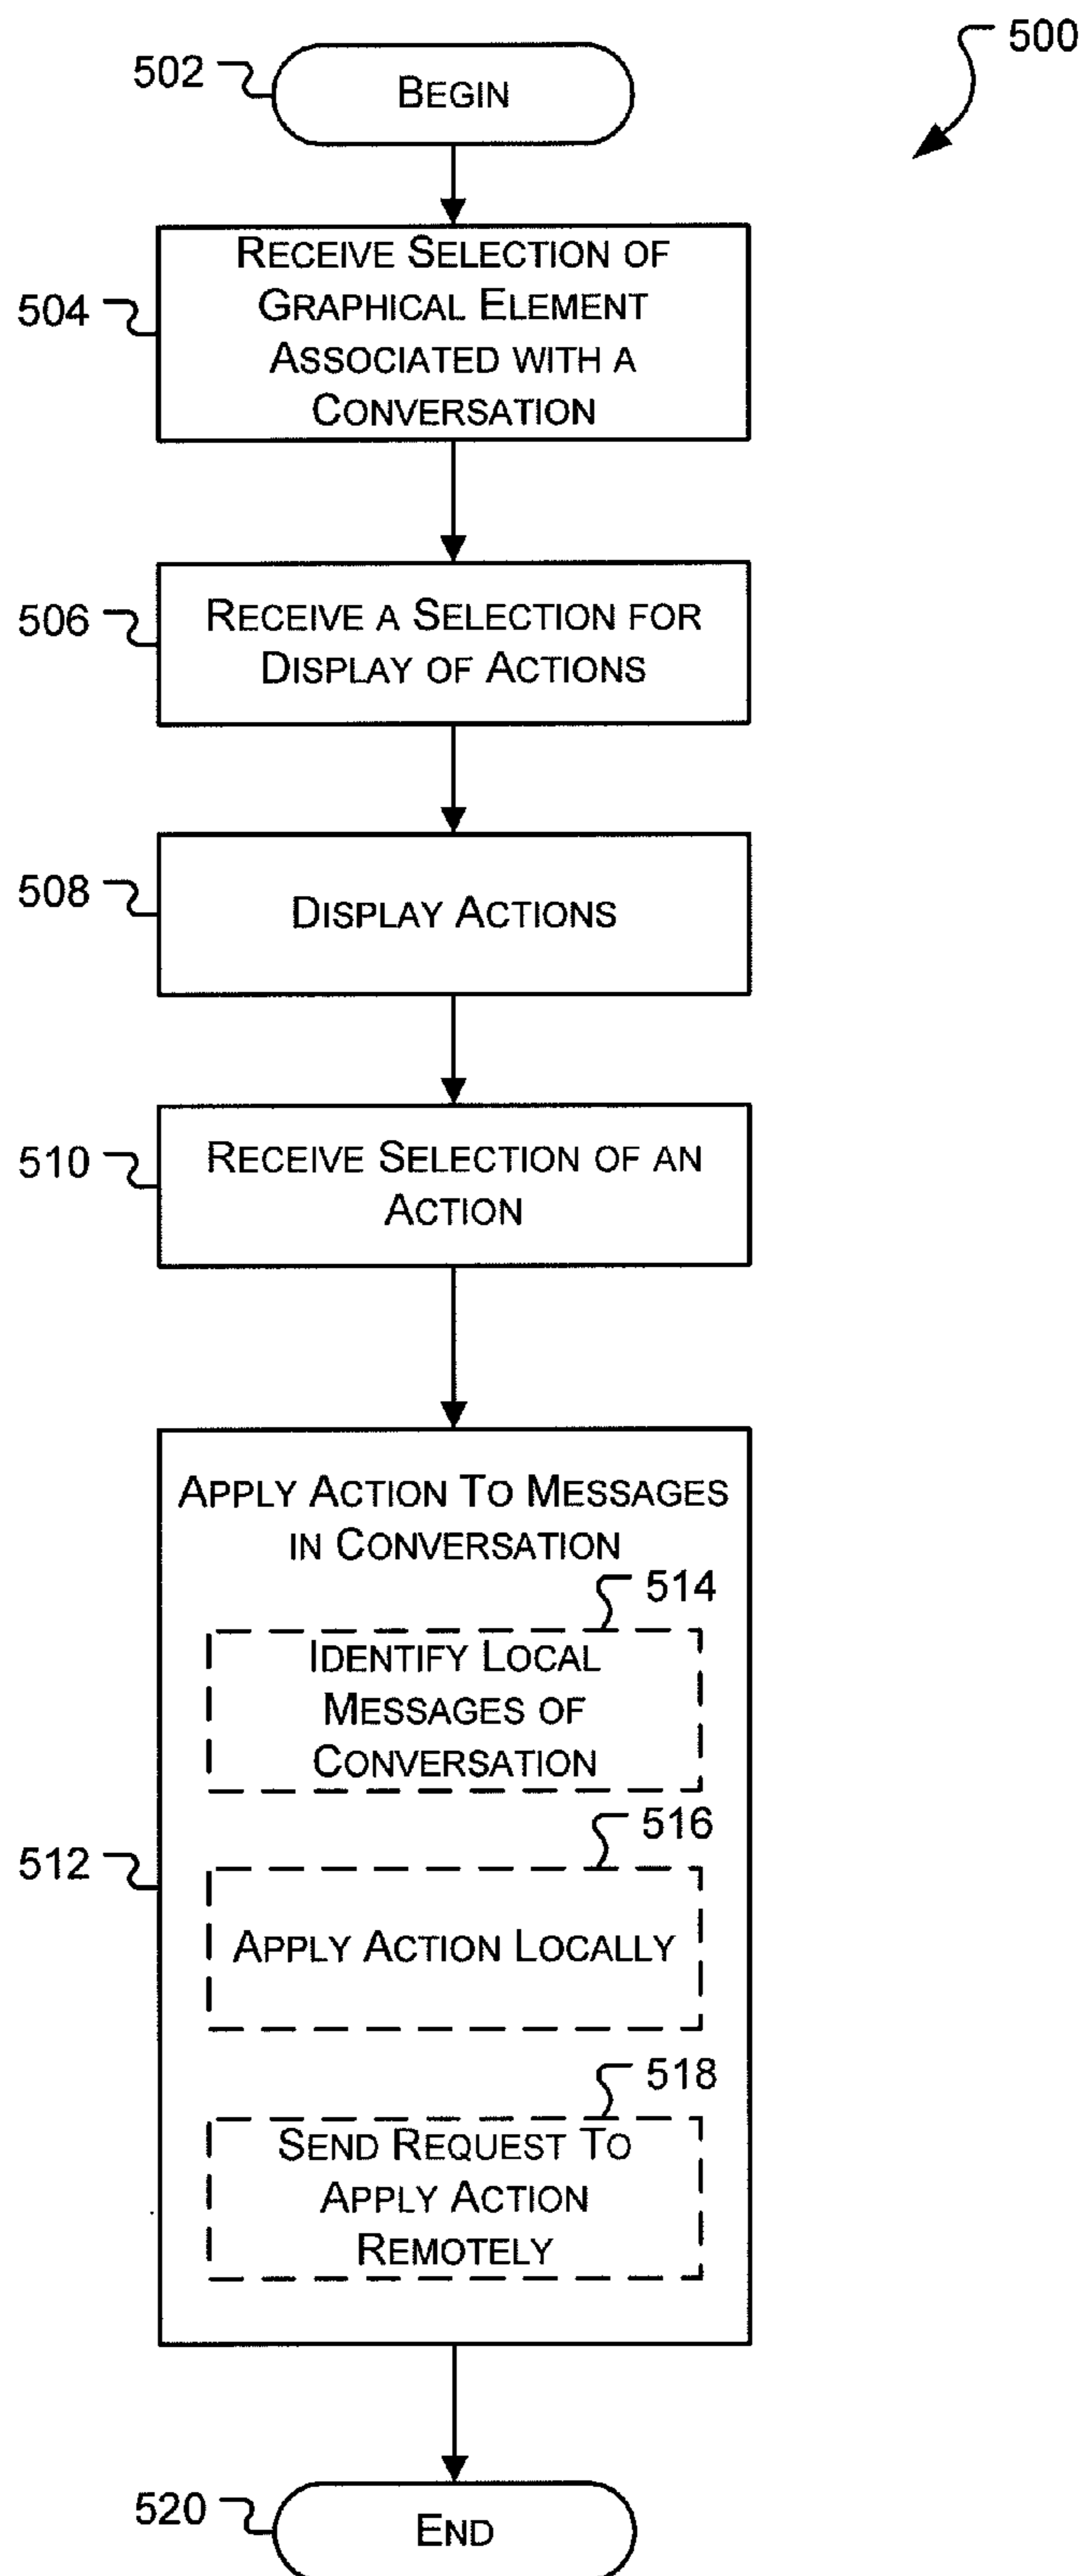 500
502
BEGIN
504
RECEIVE SELECTION OF
GRAPHICAL ELEMENT
ASSOCIATED WITH A
CONVERSATION
506
RECEIVE A SELECTION FOR
DISPLAY OF ACTIONS
508
DISPLAY ACTIONS
510
RECEIVE SELECTION OF AN
ACTION
512
APPLY ACTION TO MESSAGES
IN CONVERSATION
514
IDENTIFY LOCAL
MESSAGES OF
CONVERSATION
516
APPLY ACTION LOCALLY
518
SEND REQUEST TO
APPLY ACTION
REMOTELY
520
END